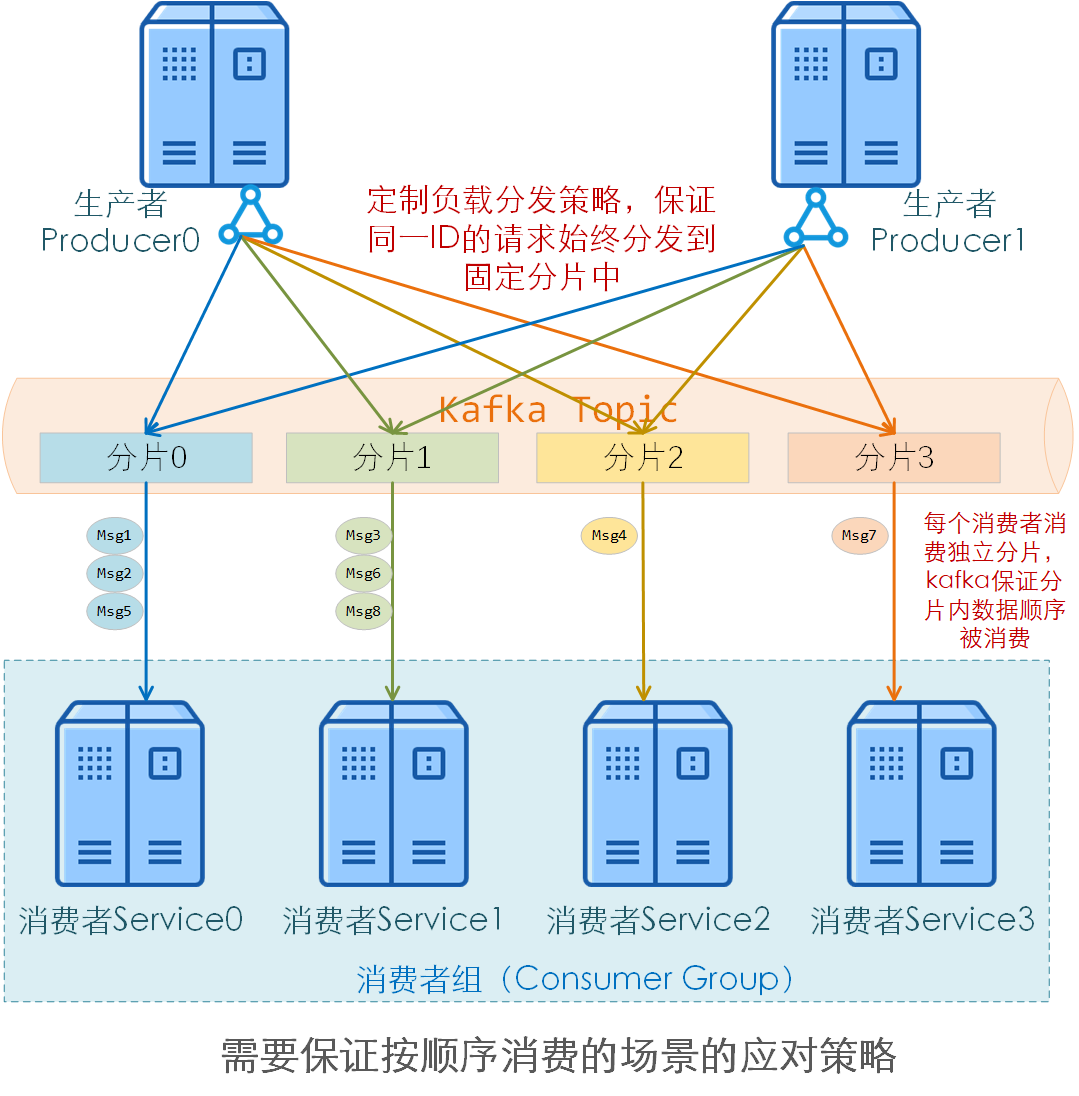 生产者
Producer0
定制负载分发策略，保证
同一ID的请求始终分发到
固定分片中
生产者
Producer1
Kafka Topic
分片0
分片1
分片2
分片3
Msg1
Msg2
Msg5
Msg3
Msg6
Msg8
Msg4
Msg7
每个消费者消
费独立分片，
kafka保证分
片内数据顺序
被消费
消费者Service0
消费者Service1
消费者Service2
消费者Service3
消费者组（Consumer Group）
需要保证按顺序消费的场景的应对策略